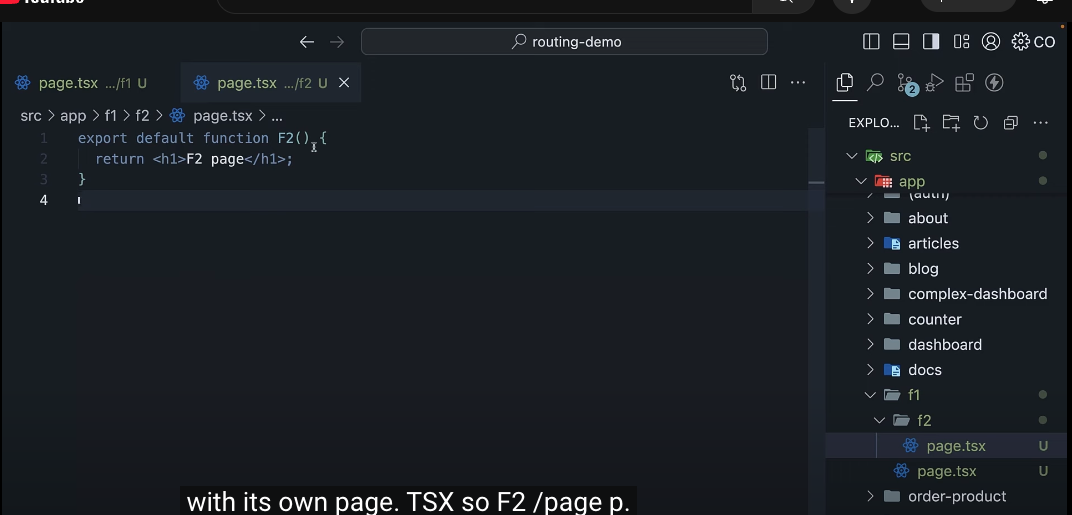 YouTube
routing-demo
CO
page.tsx .../f1 U
page.tsx .../f2 U
src > app > f1 > f2 > page.tsx > ...
1 export default function F2() {
2 return <h1>F2 page</h1>;
3 }
4
2
EXPLO...
src
app
(auth)
about
articles
blog
complex-dashboard
counter
dashboard
docs
f1
f2
page.tsx U
page.tsx U
order-product
with its own page. TSX so F2 /page p.